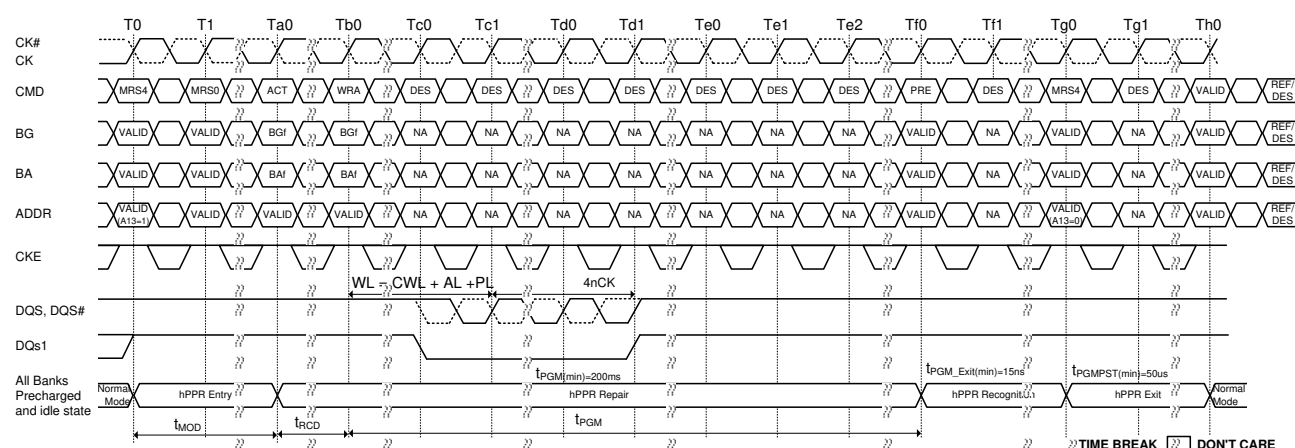 T0 T1 Ta0 Tb0 Tc0 Tc1 Td0 Td1 Te0 Te1 Te2 Tf0 Tf1 Tg0 Tg1 Th0
CK#
CK
CMD MRS4 MRS0 ACT WRA DES DES DES DES DES DES DES PRE DES MRS4 DES VALID REF/ DES
BG VALID VALID BGf BGf NA NA NA NA NA NA NA VALID NA VALID NA VALID REF/ DES
BA VALID VALID BAf BAf NA NA NA NA NA NA NA VALID NA VALID NA VALID REF/ DES
ADDR VALID (A13=1) VALID VALID VALID NA NA NA NA NA NA NA VALID NA VALID (A13=0) NA VALID REF/ DES
CKE
WL = CWL + AL +PL 4nCK
DQS, DQS#
DQs1
tPGM(min)=200ms tPGM_Exit(min)=15ns tPGMPST(min)=50us
All Banks
Precharged
and idle state
Normal Mode hPPR Entry hPPR Repair hPPR Recognition hPPR Exit Normal Mode
tMOD tRCD tPGM
TIME BREAK DON'T CARE